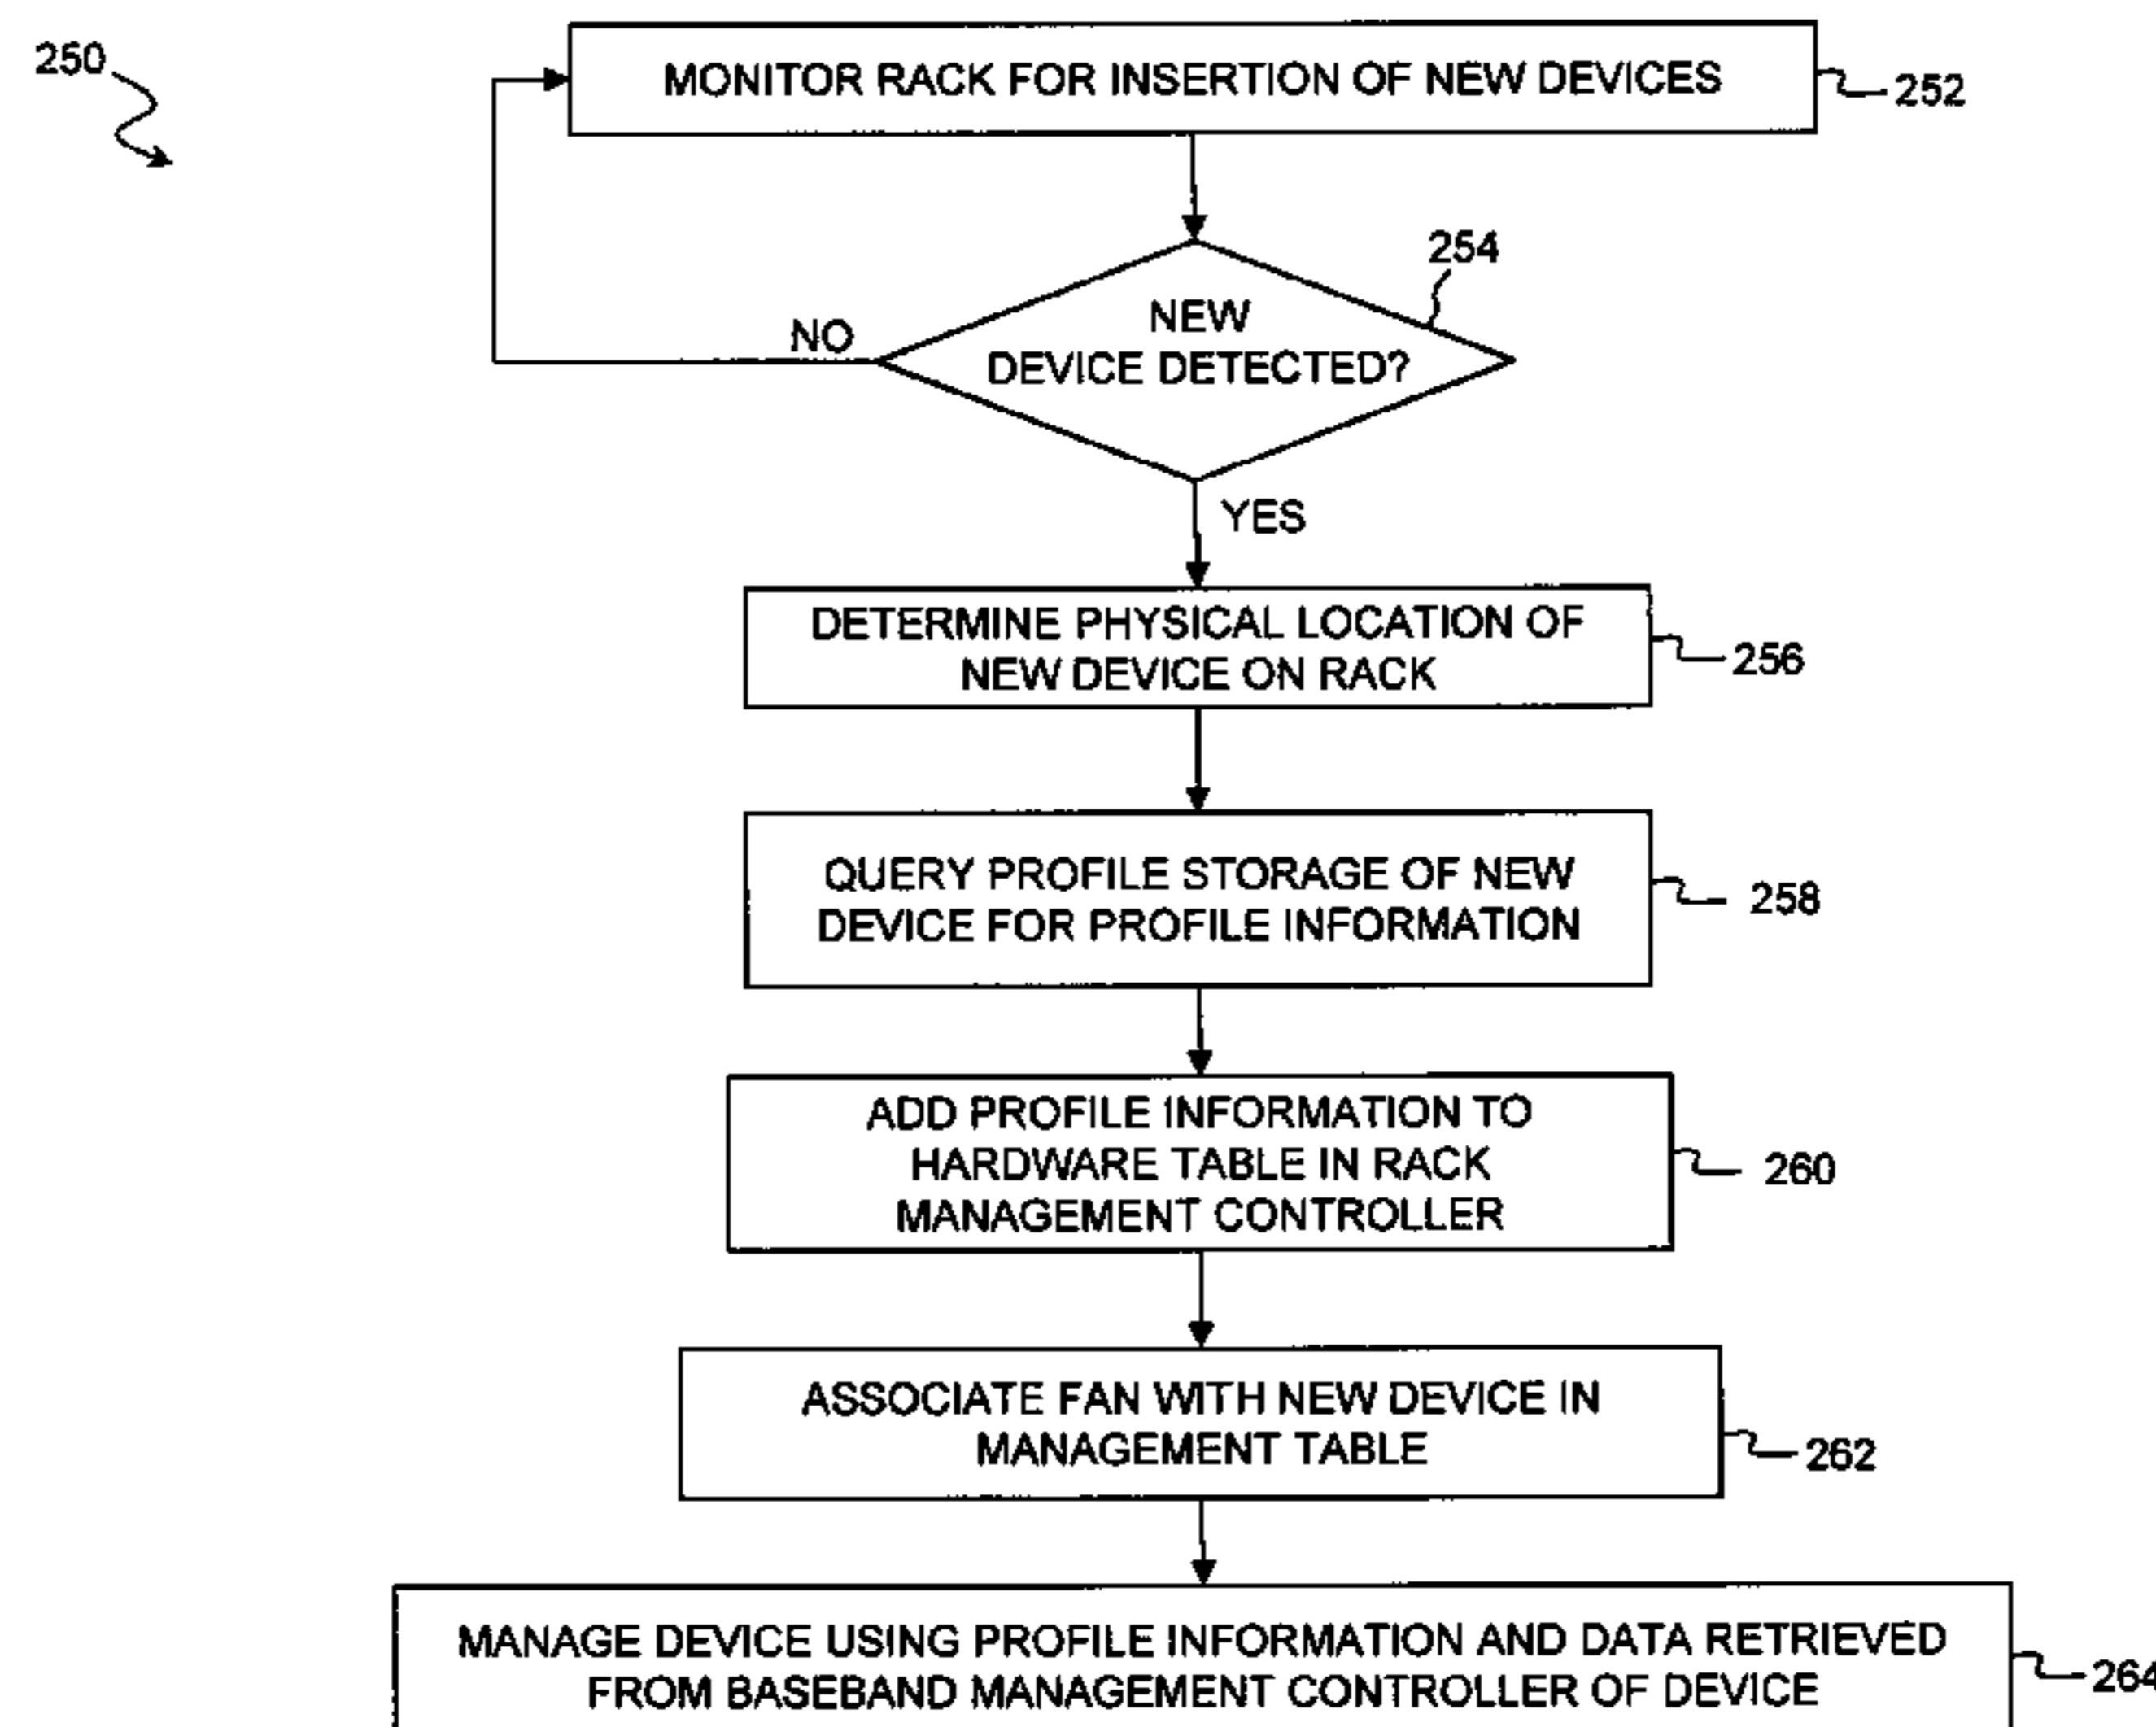 250
MONITOR RACK FOR INSERTION OF NEW DEVICES
252
254
NEW
DEVICE DETECTED?
NO
YES
DETERMINE PHYSICAL LOCATION OF
NEW DEVICE ON RACK
256
QUERY PROFILE STORAGE OF NEW
DEVICE FOR PROFILE INFORMATION
258
ADD PROFILE INFORMATION TO
HARDWARE TABLE IN RACK
MANAGEMENT CONTROLLER
260
ASSOCIATE FAN WITH NEW DEVICE IN
MANAGEMENT TABLE
262
MANAGE DEVICE USING PROFILE INFORMATION AND DATA RETRIEVED
FROM BASEBAND MANAGEMENT CONTROLLER OF DEVICE
264